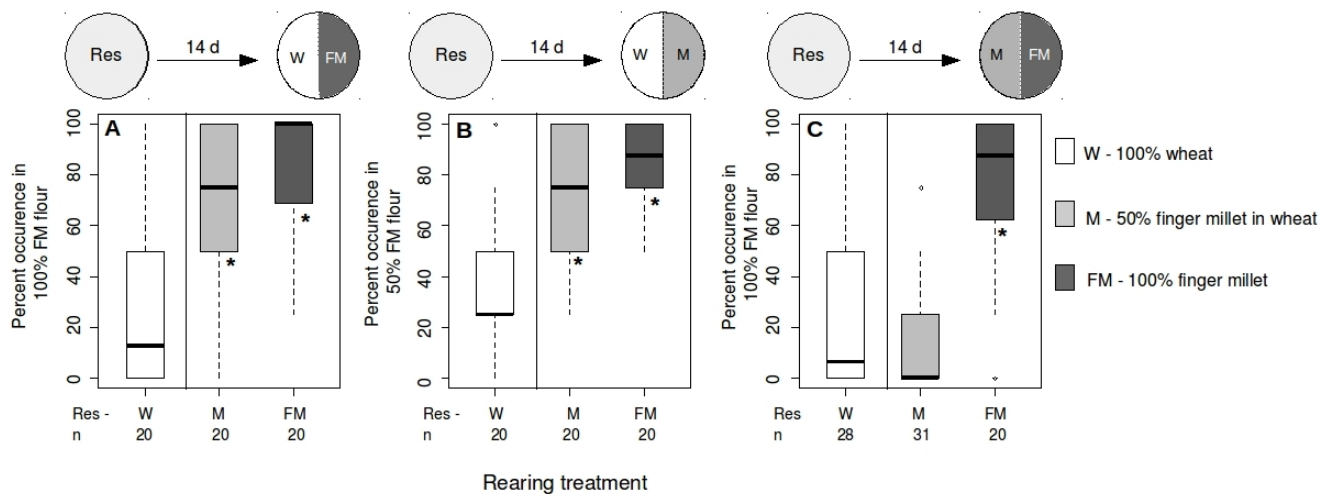 Res
14 d
W
FM
Res
14 d
W
M
Res
14 d
M
FM
A
Percent occurence in
100% FM flour
0
20
40
60
80
100
Res -
W
M
FM
n
20
20
20
B
Percent occurence in
50% FM flour
0
20
40
60
80
100
Res -
W
M
FM
n
20
20
20
C
Percent occurence in
100% FM flour
0
20
40
60
80
100
Res
W
M
FM
n
28
31
20
*
*
*
*
*
W - 100% wheat
M - 50% finger millet in wheat
FM - 100% finger millet
Rearing treatment